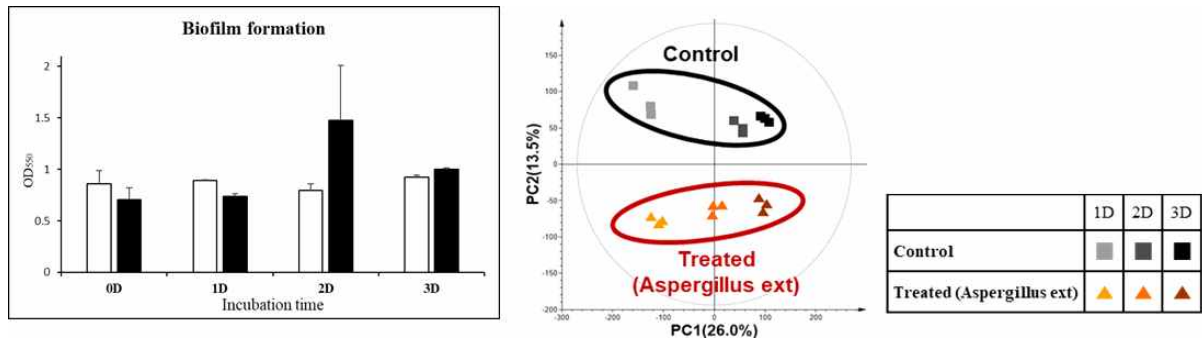 Biofilm formation
2
1.5
1
0.5
0
OD550
0D 1D 2D 3D
Incubation time
Control
Treated
(Aspergillus ext)
150
100
50
0
-50
-100
-150
-200
PC2(13.5%)
-300 -200 -100 0 100 200
PC1(26.0%)
1D 2D 3D
Control
Treated (Aspergillus ext)